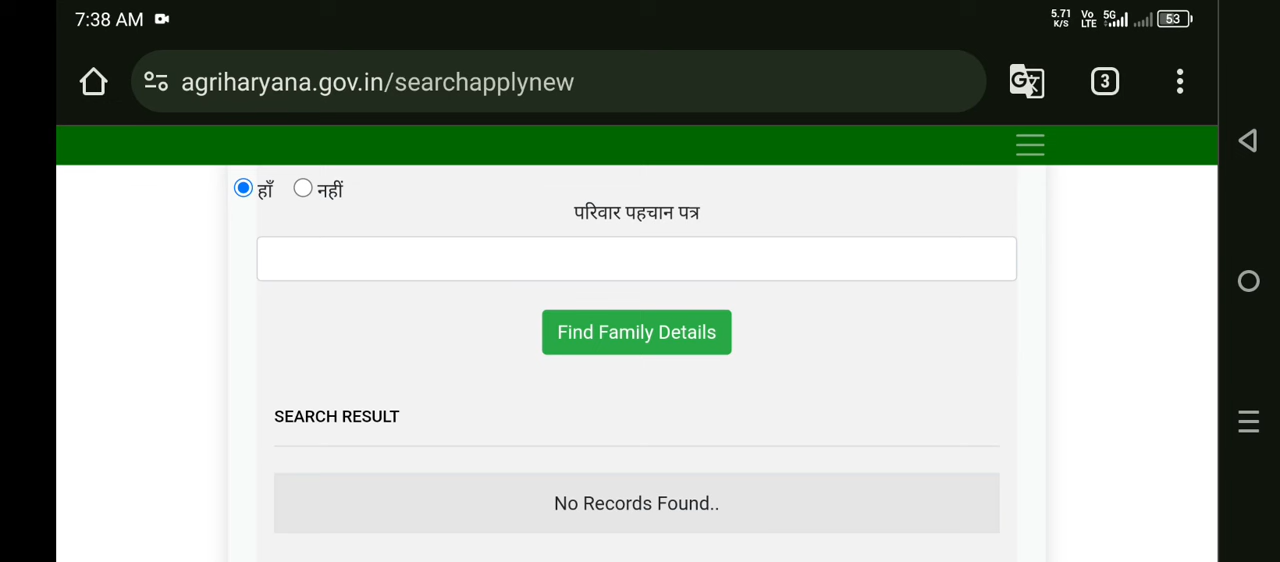 7:38 AM
5.71 K/S Vo LTE 5G 53
agriharyana.gov.in/searchapplynew 3
हाँ नहीं
परिवार पहचान पत्र
Find Family Details
SEARCH RESULT
No Records Found..